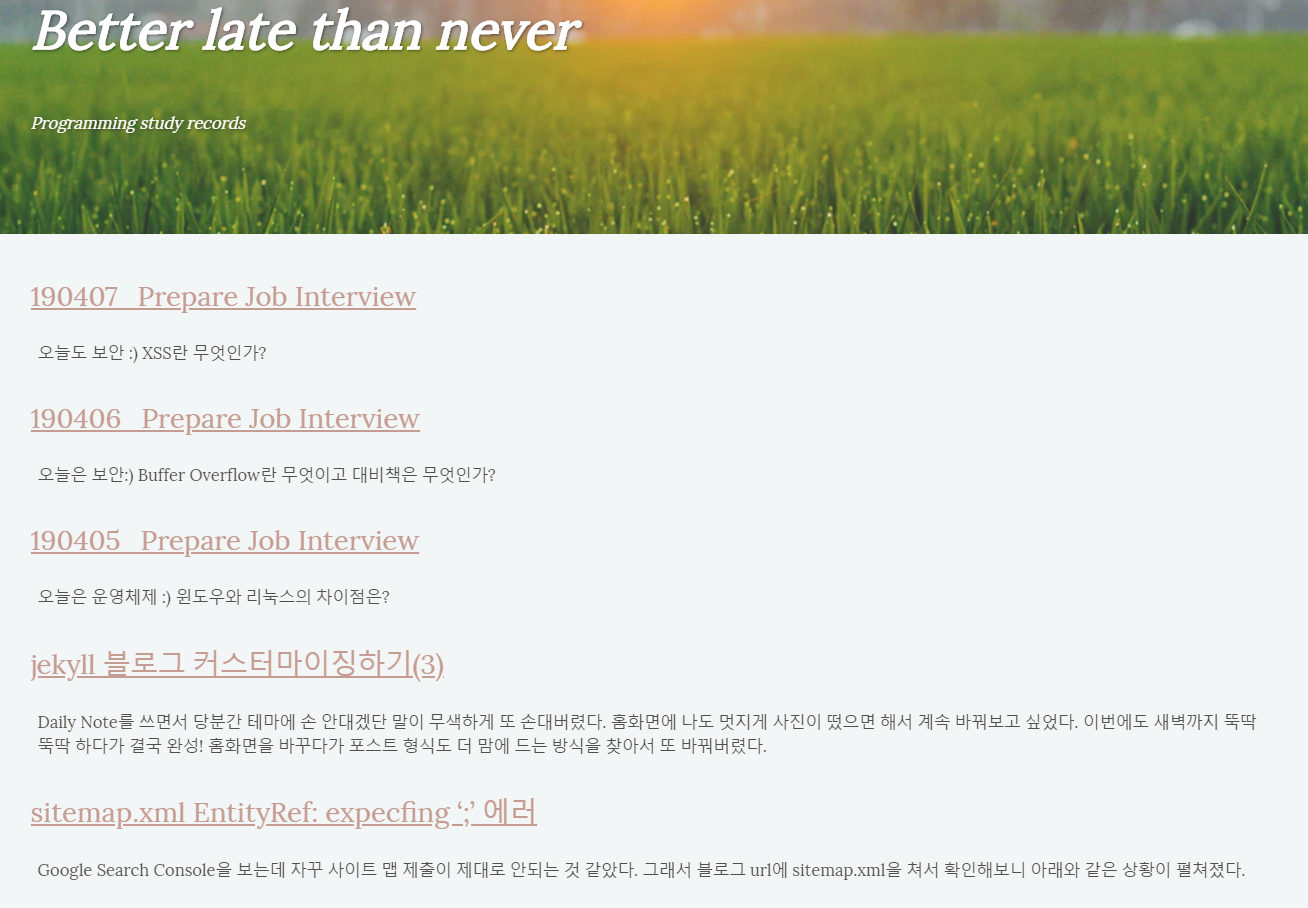 Better late than never
Programming study records
190407_ Prepare Job Interview
오늘도 보안 :) XSS란 무엇인가?
190406_ Prepare Job Interview
오늘은 보안:) Buffer Overflow란 무엇이고 대비책은 무엇인가?
190405_ Prepare Job Interview
오늘은 운영체제 :) 윈도우와 리눅스의 차이점은?
jekyll 블로그 커스터마이징하기(3)
Daily Note를 쓰면서 당분간 테마에 손 안대겠단 말이 무색하게 또 손대버렸다. 홈화면에 나도 멋지게 사진이 떴으면 해서 계속 바꿔보고 싶었다. 이번에도 새벽까지 뚝딱
뚝딱 하다가 결국 완성! 홈화면을 바꾸다가 포스트 형식도 더 맘에 드는 방식을 찾아서 또 바꿔버렸다.
sitemap.xml EntityRef: expecfing ‘;’ 에러
Google Search Console을 보는데 자꾸 사이트 맵 제출이 제대로 안되는 것 같았다. 그래서 블로그 url에 sitemap.xml을 쳐서 확인해보니 아래와 같은 상황이 펼쳐졌다.